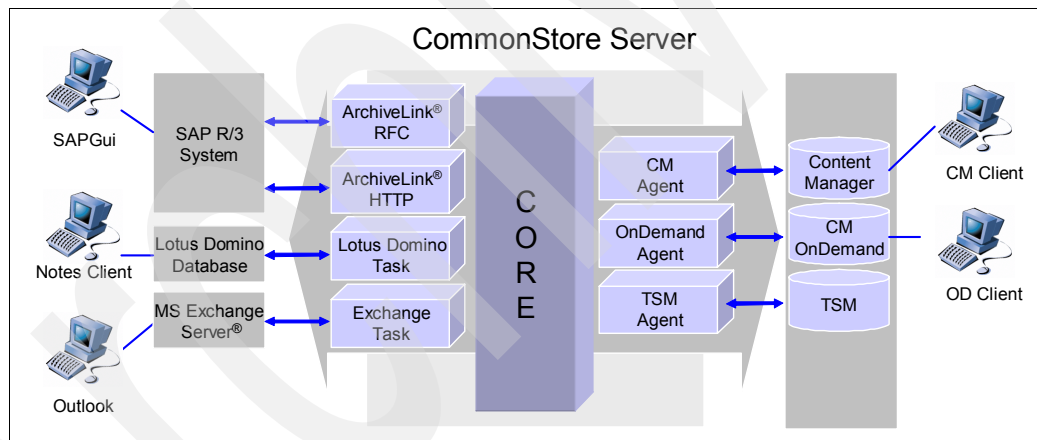 CommonStore Server
SAPGui
Notes Client
Outlook
SAP R/3
System
Lotus Domino
Database
MS Exchange
Server®
ArchiveLink®
RFC
ArchiveLink®
HTTP
Lotus Domino
Task
Exchange
Task
C
O
R
E
CM
Agent
OnDemand
Agent
TSM
Agent
Content
Manager
CM
OnDemand
TSM
CM Client
OD Client